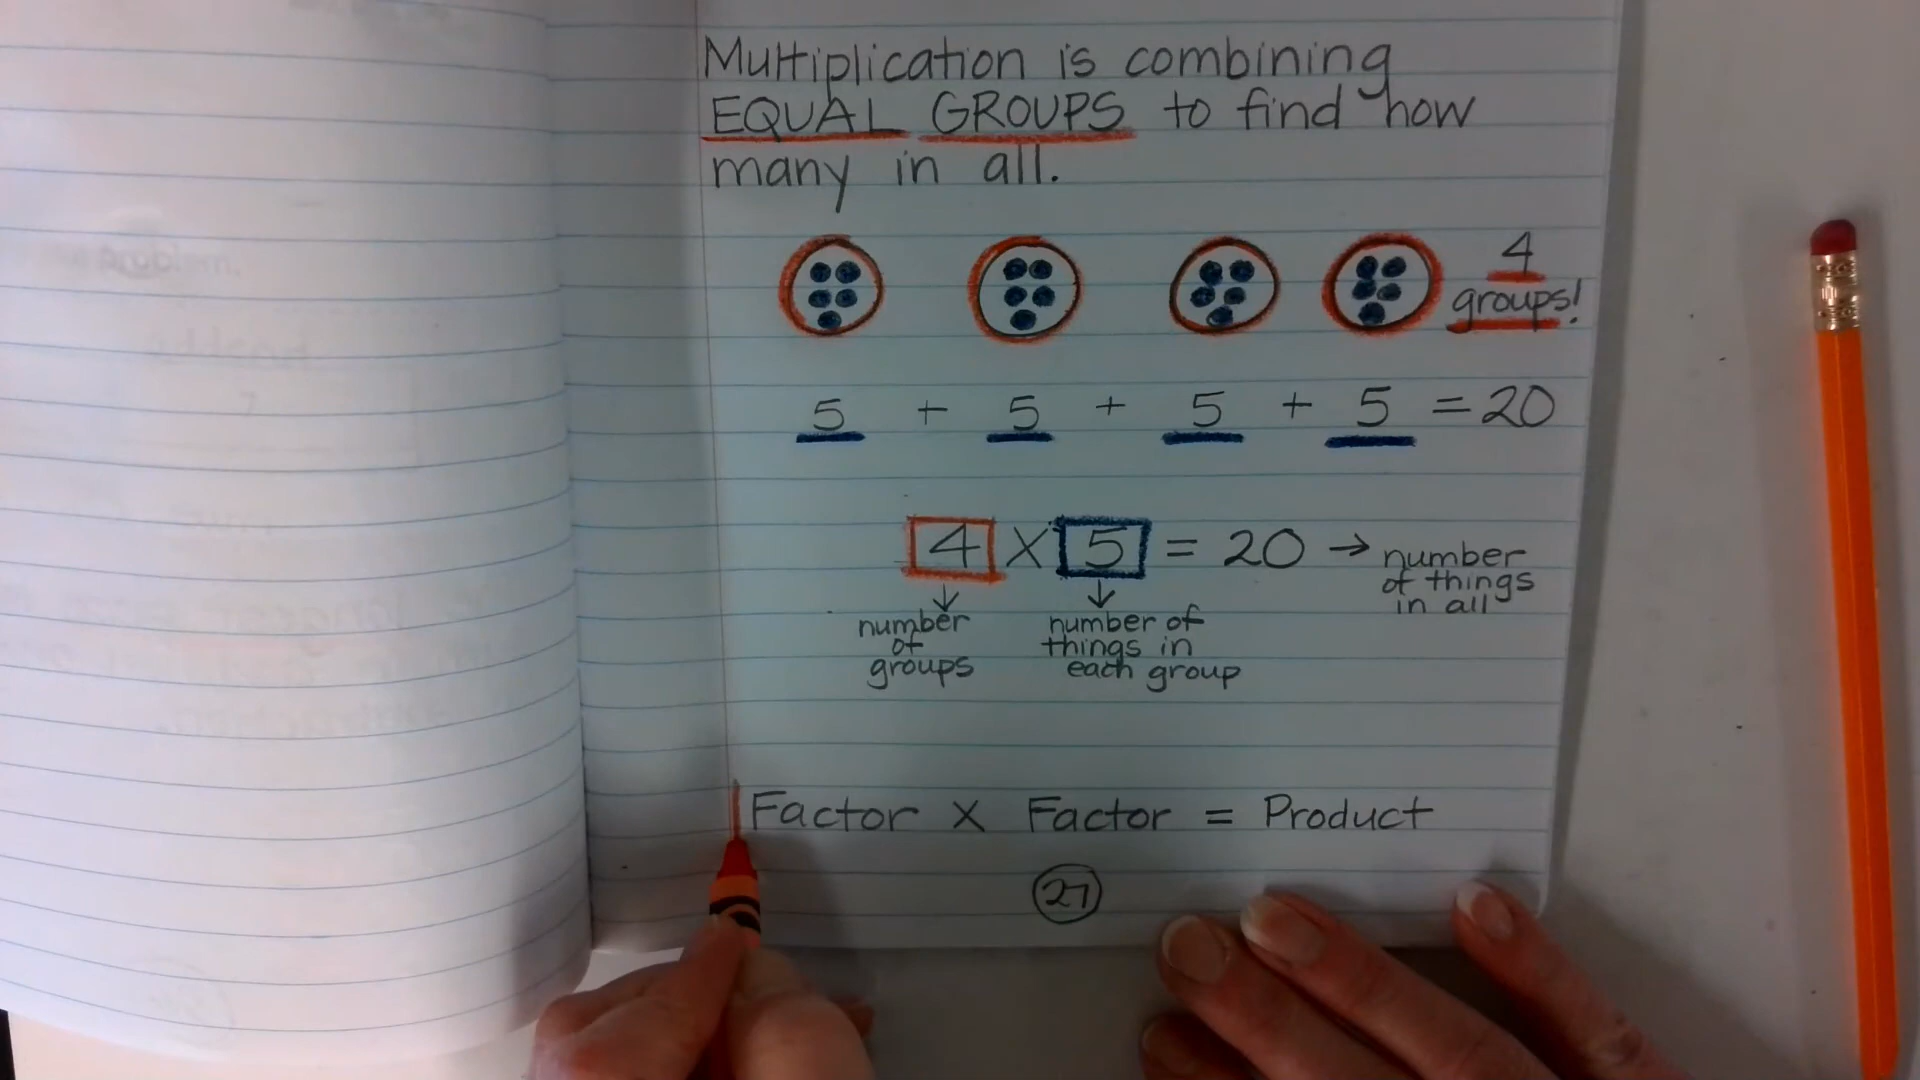 Multiplication is combining
EQUAL GROUPS to find how
many in all.
4
groups!
5 + 5 + 5 + 5 = 20
4 X 5 = 20 → number
of things
in all
↓
number
of
groups
↓
number of
things in
each group
Factor X Factor = Product
27
problem.